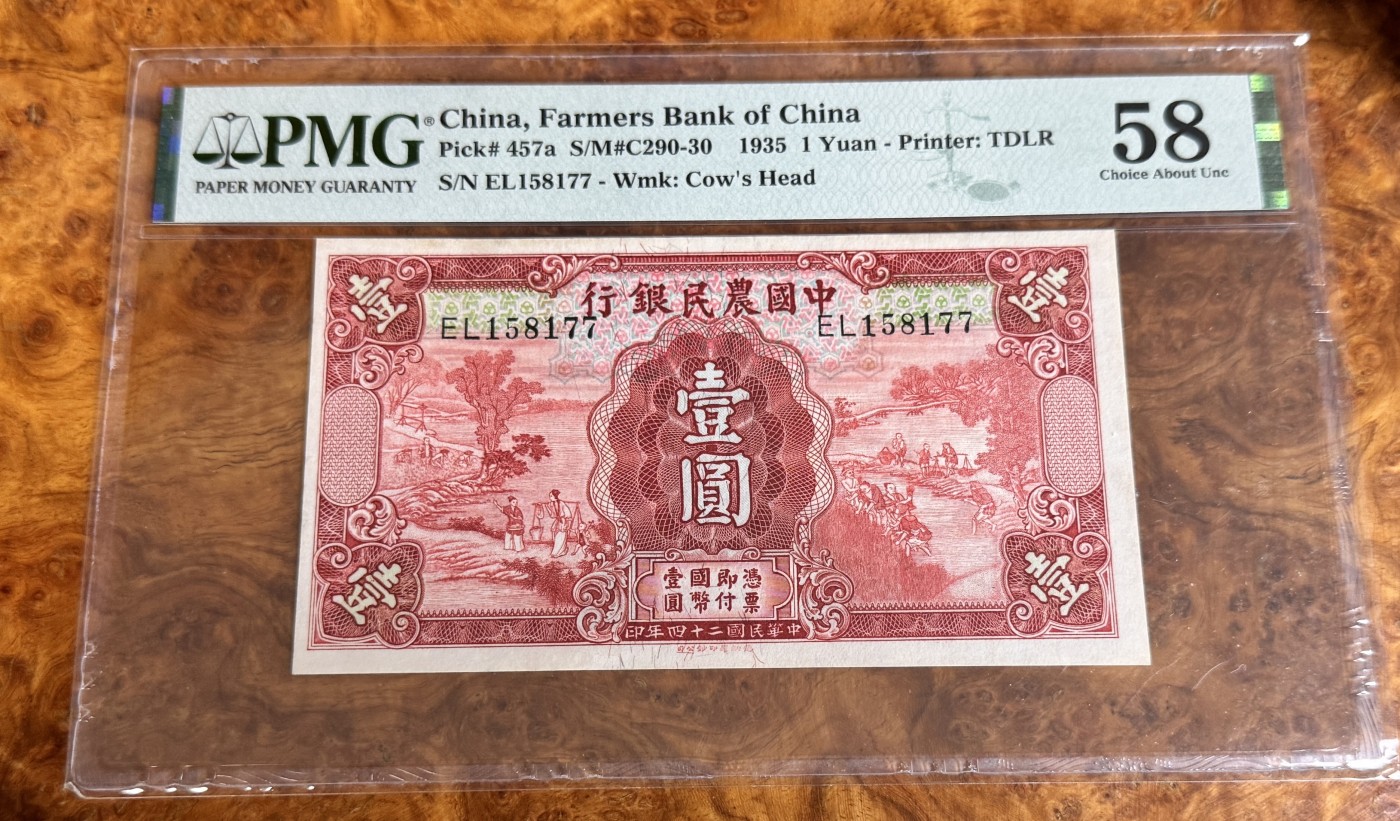 PMG®
PAPER MONEY GUARANTY
China, Farmers Bank of China
Pick# 457a S/M#C290-30 1935 1 Yuan - Printer: TDLR
S/N EL158177 - Wmk: Cow's Head
58
Choice About Unc
壹
壹
中國農民銀行
EL158177
EL158177
壹圓
憑票
即付
國幣
壹圓
壹
壹
中華民國二十四年印